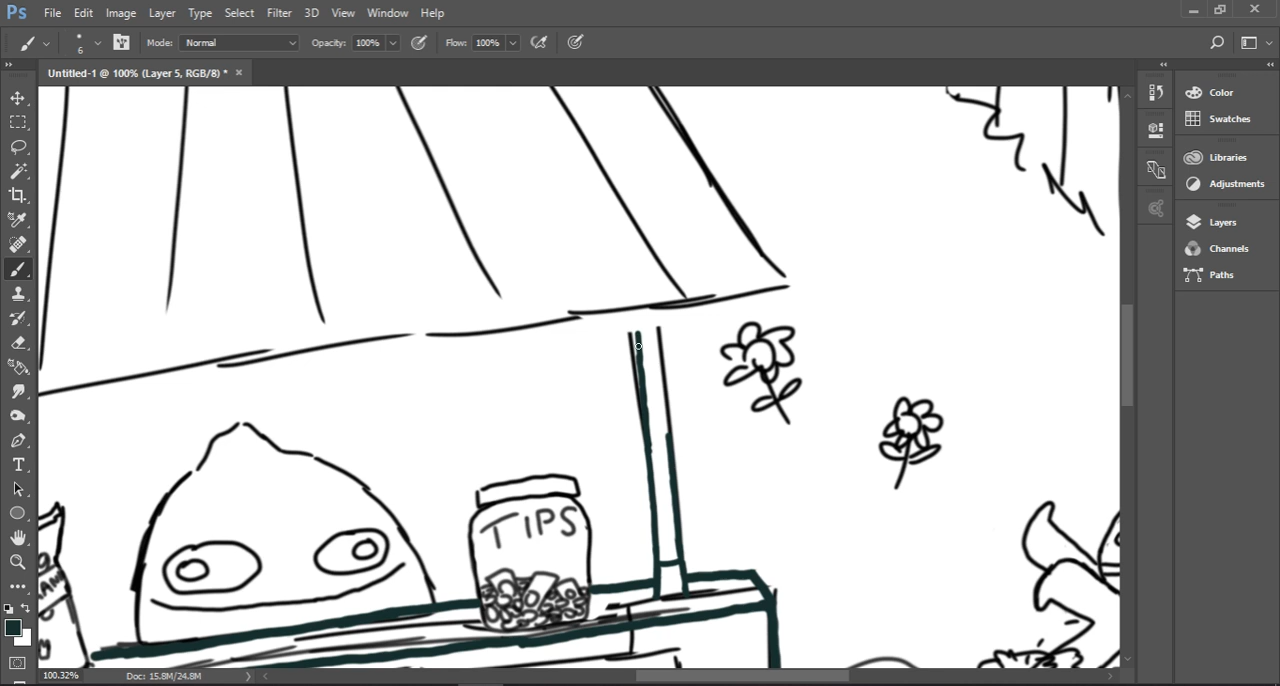 Ps File Edit Image Layer Type Select Filter 3D View Window Help
6 Mode: Normal Opacity: 100% Flow: 100%
Untitled-1 @ 100% (Layer 5, RGB/8) * ×
Color
Swatches
Libraries
Adjustments
Layers
Channels
Paths
TIPS
100.32% Doc: 15.8M/24.8M